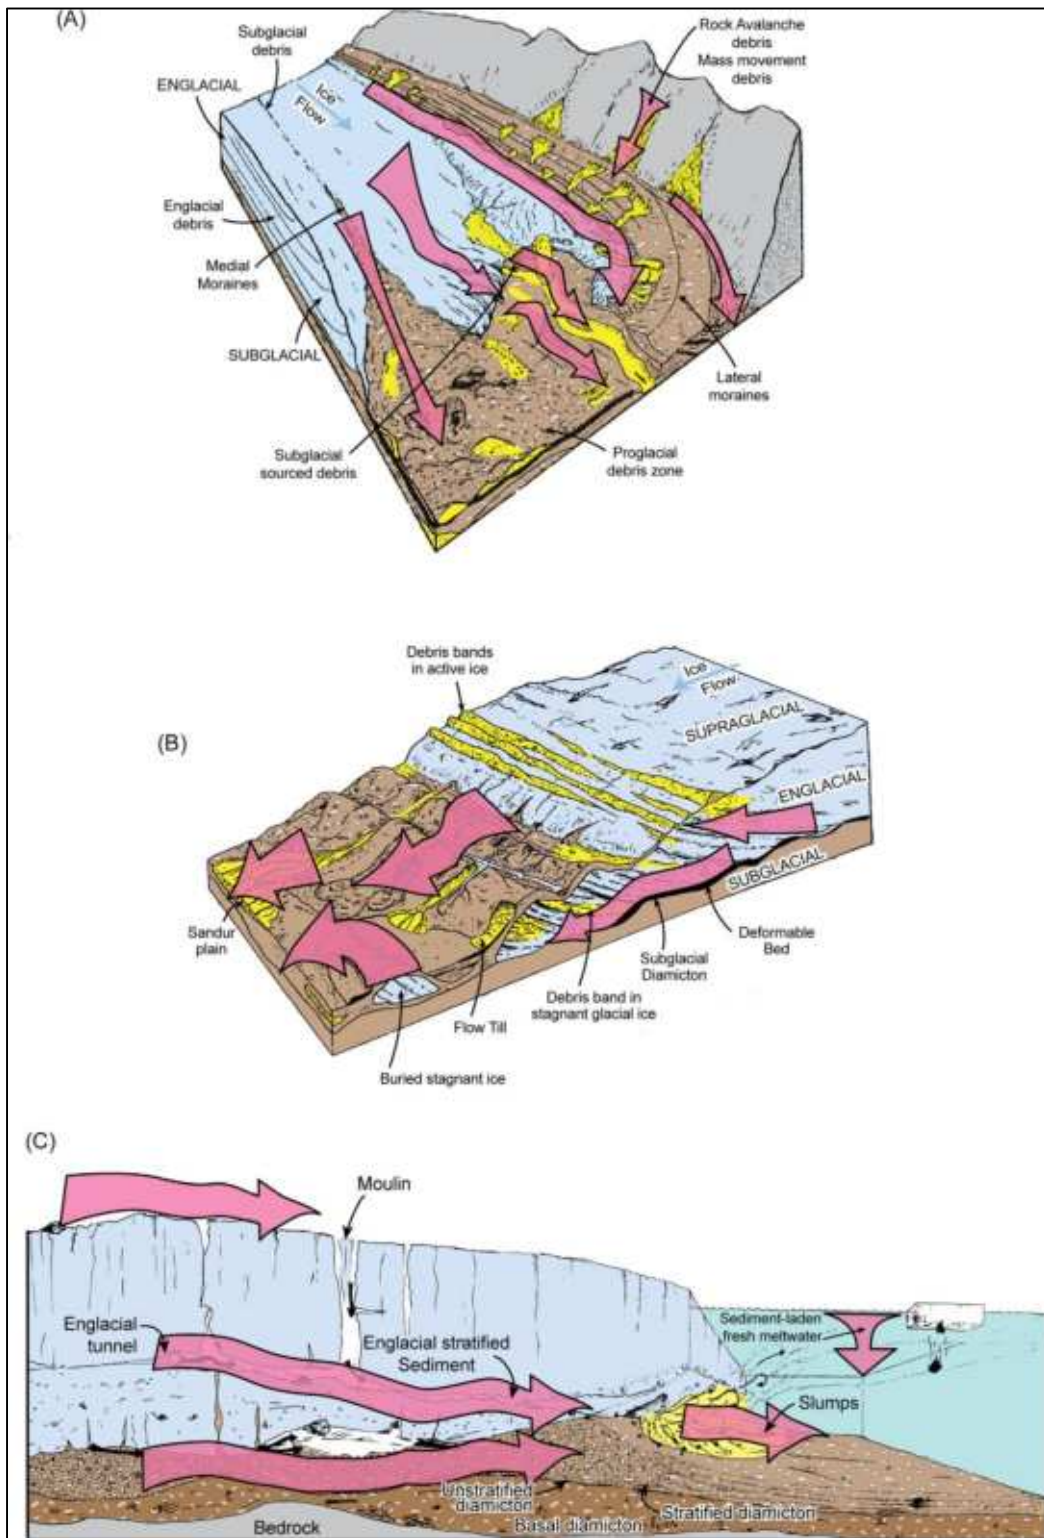 (A)
Subglacial
debris
Rock Avalanche
debris
Mass movement
debris
ENGLACIAL
Ice
Flow
Englacial
debris
Medial
Moraines
SUBGLACIAL
Lateral
moraines
Subglacial
sourced debris
Proglacial
debris zone
Debris bands
in active ice
Ice
Flow
(B)
SUPRAGLACIAL
ENGLACIAL
SUBGLACIAL
Sandur
plain
Deformable
Bed
Subglacial
Diamicton
Debris band in
stagnant glacial ice
Flow Till
Buried stagnant ice
(C)
Moulin
Englacial
tunnel
Englacial stratified
Sediment
Sediment-laden
fresh meltwater
Slumps
Unstratified
diamicton
Stratified diamicton
Basal diamicton
Bedrock